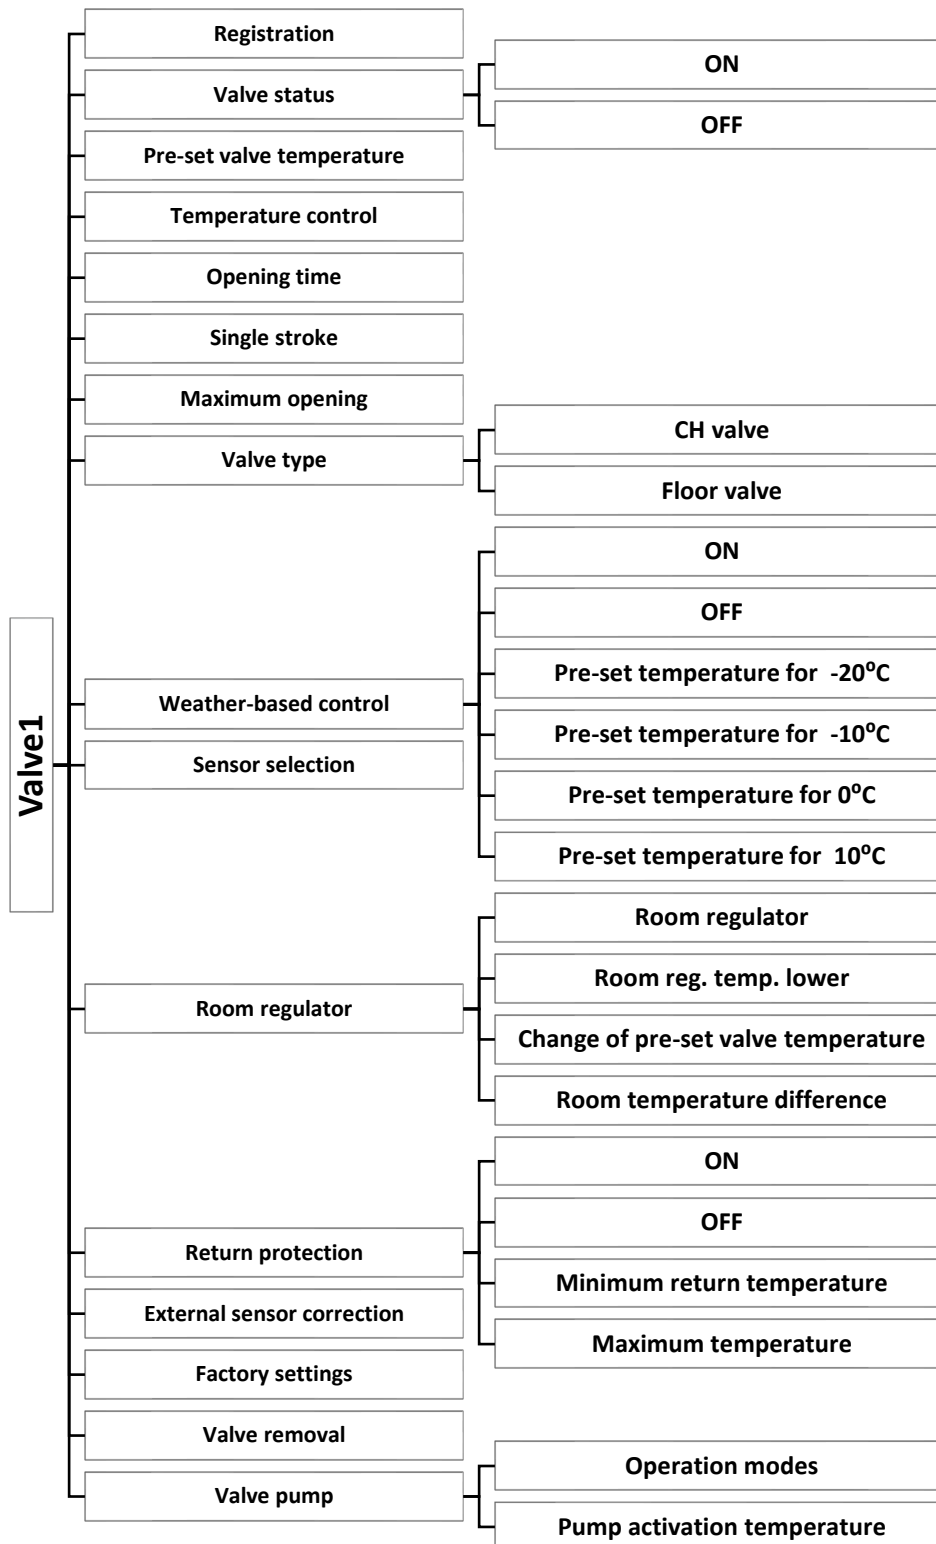 Valve1
Registration
Valve status
ON
OFF
Pre-set valve temperature
Temperature control
Opening time
Single stroke
Maximum opening
Valve type
CH valve
Floor valve
Weather-based control
ON
OFF
Pre-set temperature for -20⁰C
Pre-set temperature for -10⁰C
Pre-set temperature for 0⁰C
Pre-set temperature for 10⁰C
Sensor selection
Room regulator
Room regulator
Room reg. temp. lower
Change of pre-set valve temperature
Room temperature difference
Return protection
ON
OFF
Minimum return temperature
Maximum temperature
External sensor correction
Factory settings
Valve removal
Valve pump
Operation modes
Pump activation temperature